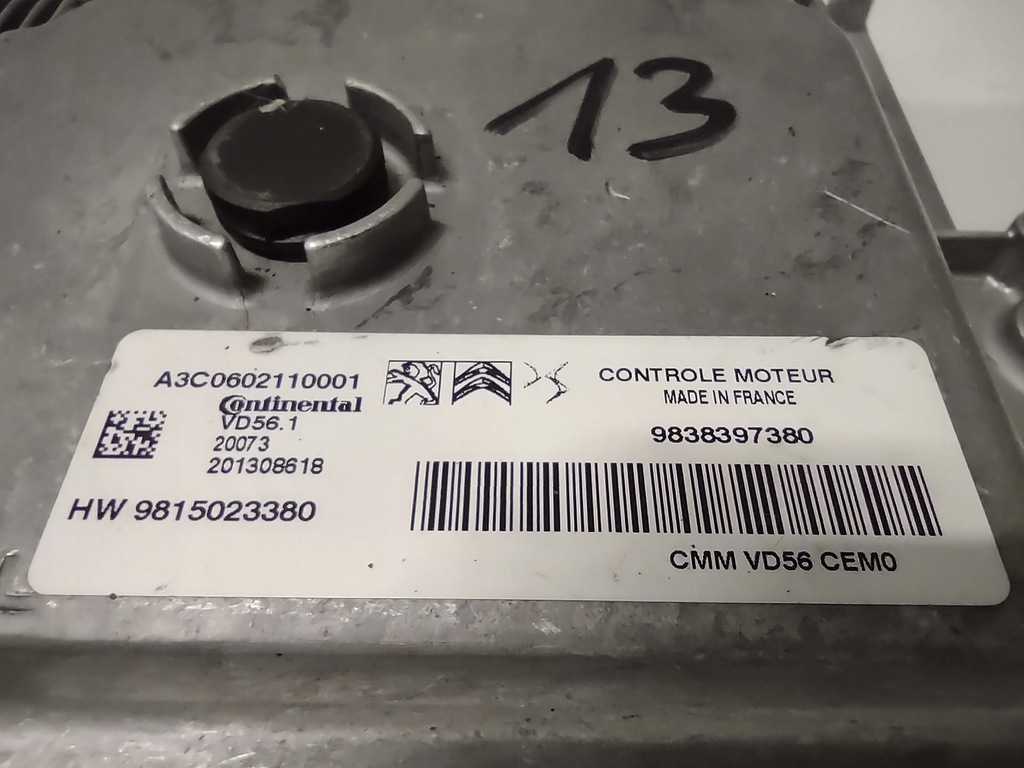 13
A3C0602110001
Continental
VD56.1
20073
201308618
HW 9815023380
CONTROLE MOTEUR
MADE IN FRANCE
9838397380
CMM VD56 CEM0